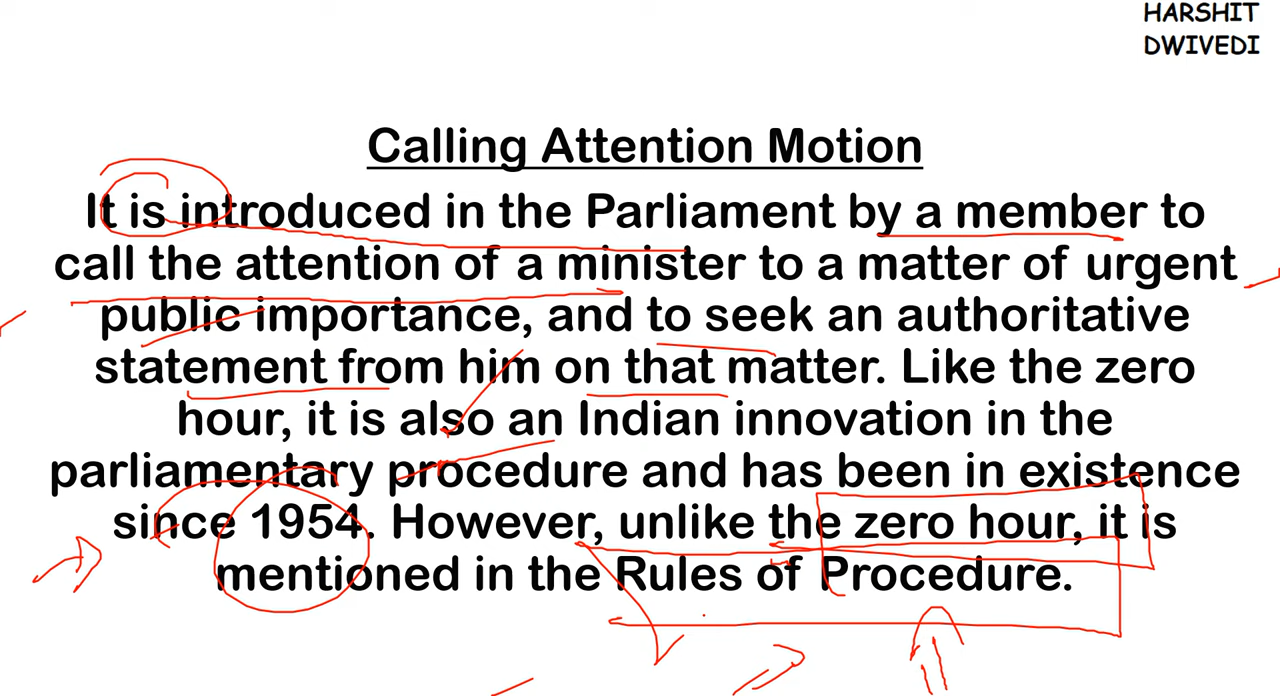 HARSHIT
DWIVEDI
Calling Attention Motion
It is introduced in the Parliament by a member to
call the attention of a minister to a matter of urgent
public importance, and to seek an authoritative
statement from him on that matter. Like the zero
hour, it is also an Indian innovation in the
parliamentary procedure and has been in existence
since 1954. However, unlike the zero hour, it is
mentioned in the Rules of Procedure.